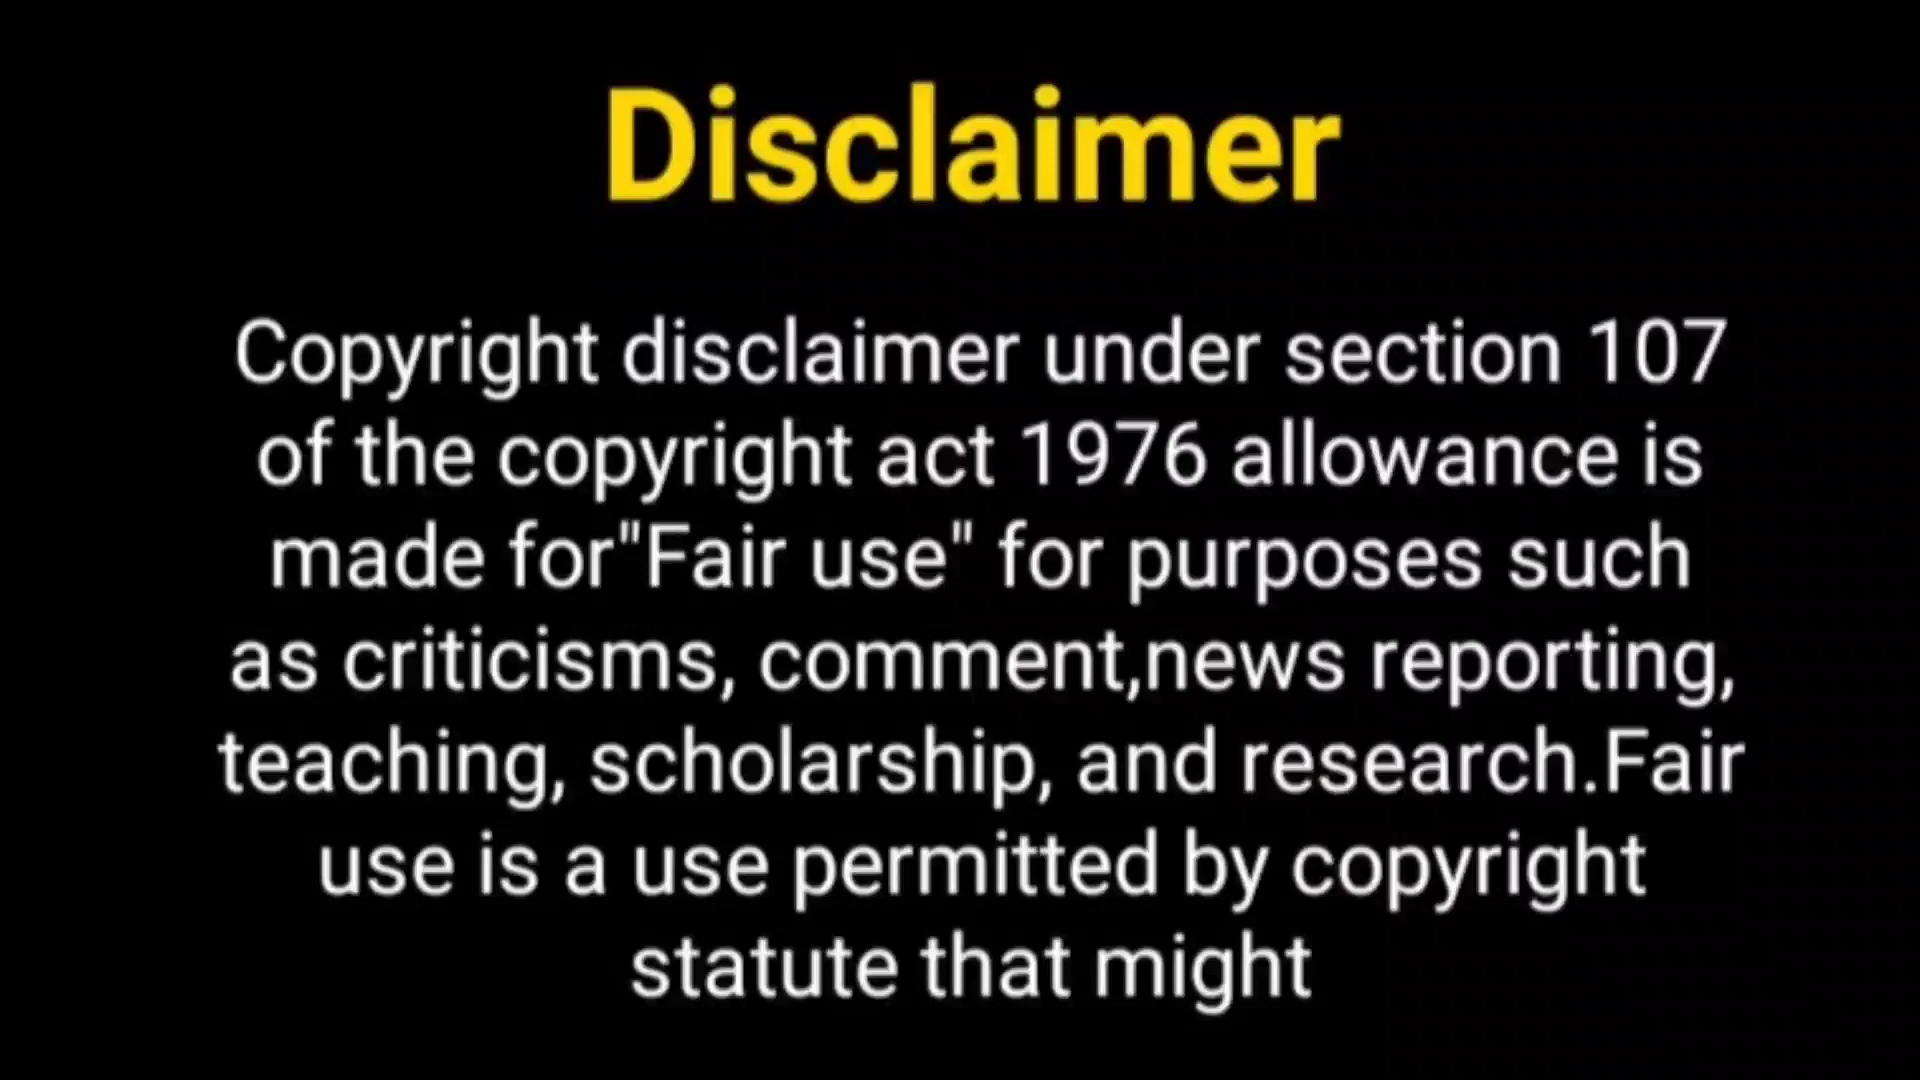 Disclaimer
Copyright disclaimer under section 107
of the copyright act 1976 allowance is
made for"Fair use" for purposes such
as criticisms, comment,news reporting,
teaching, scholarship, and research.Fair
use is a use permitted by copyright
statute that might